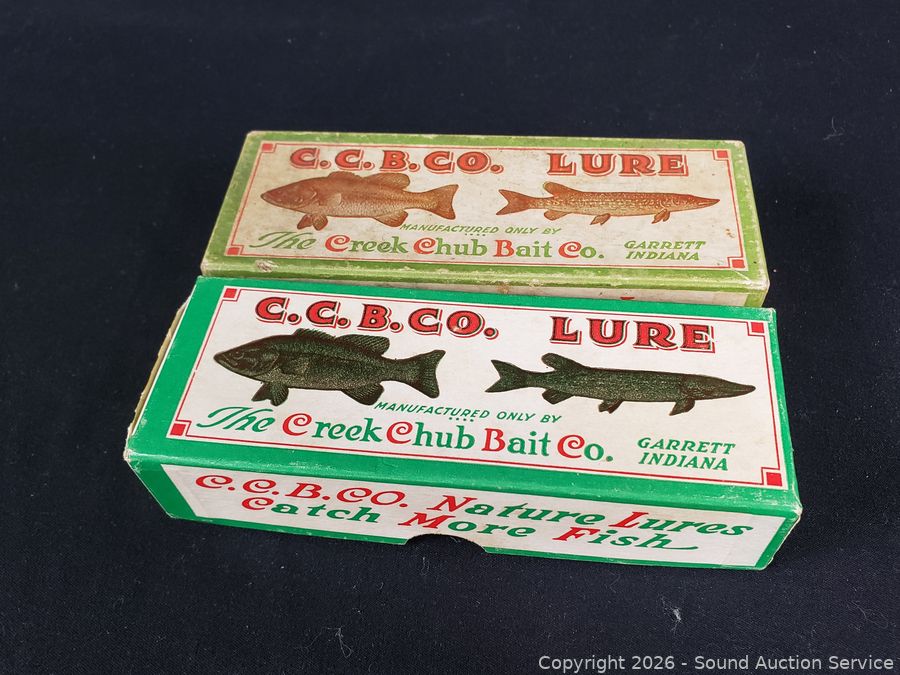 C.C.B.CO. LURE
MANUFACTURED ONLY BY
The Creek Chub Bait Co.
GARRETT
INDIANA
C.C.B.CO. LURE
MANUFACTURED ONLY BY
The Creek Chub Bait Co.
GARRETT
INDIANA
C.C.B.CO. Nature Lures
Catch More Fish
Copyright © 2026 - Sound Auction Service